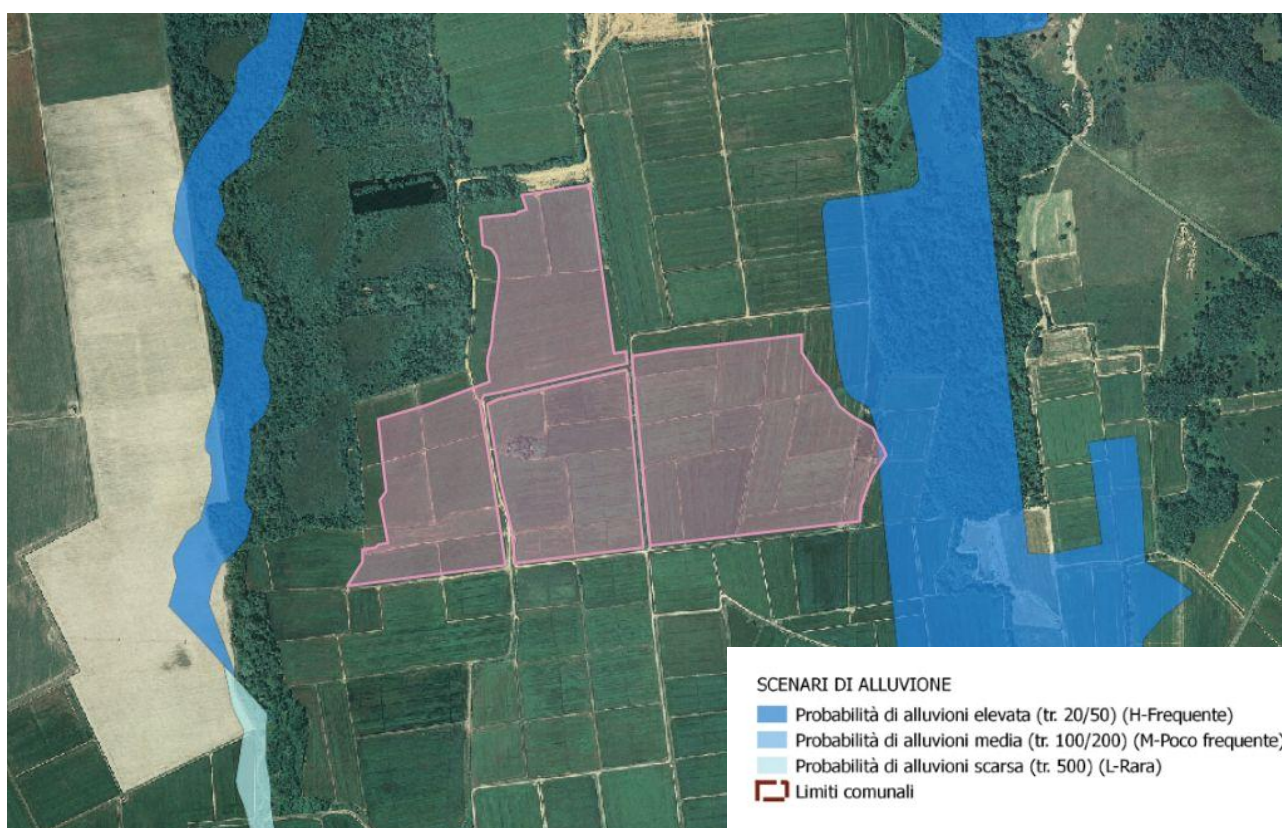 SCENARI DI ALLUVIONE
Probabilità di alluvioni elevata (tr. 20/50) (H-Frequente)
Probabilità di alluvioni media (tr. 100/200) (M-Poco frequente)
Probabilità di alluvioni scarsa (tr. 500) (L-Rara)
Limiti comunali